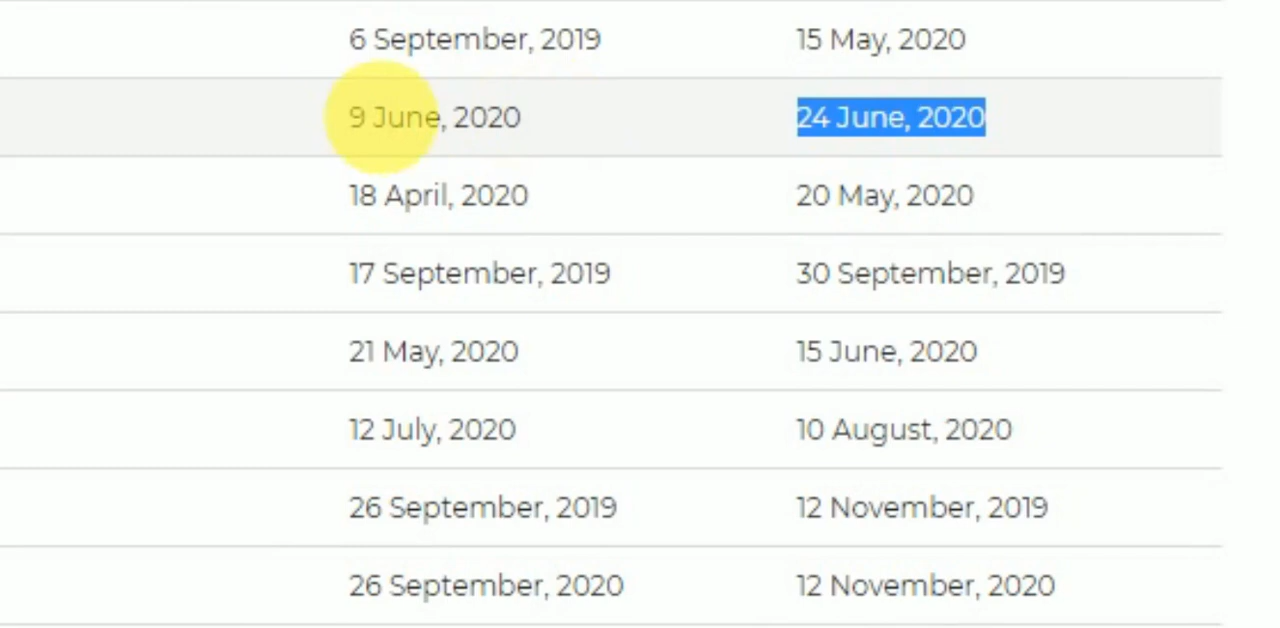 6 September, 2019 15 May, 2020
9 June, 2020 24 June, 2020
18 April, 2020 20 May, 2020
17 September, 2019 30 September, 2019
21 May, 2020 15 June, 2020
12 July, 2020 10 August, 2020
26 September, 2019 12 November, 2019
26 September, 2020 12 November, 2020